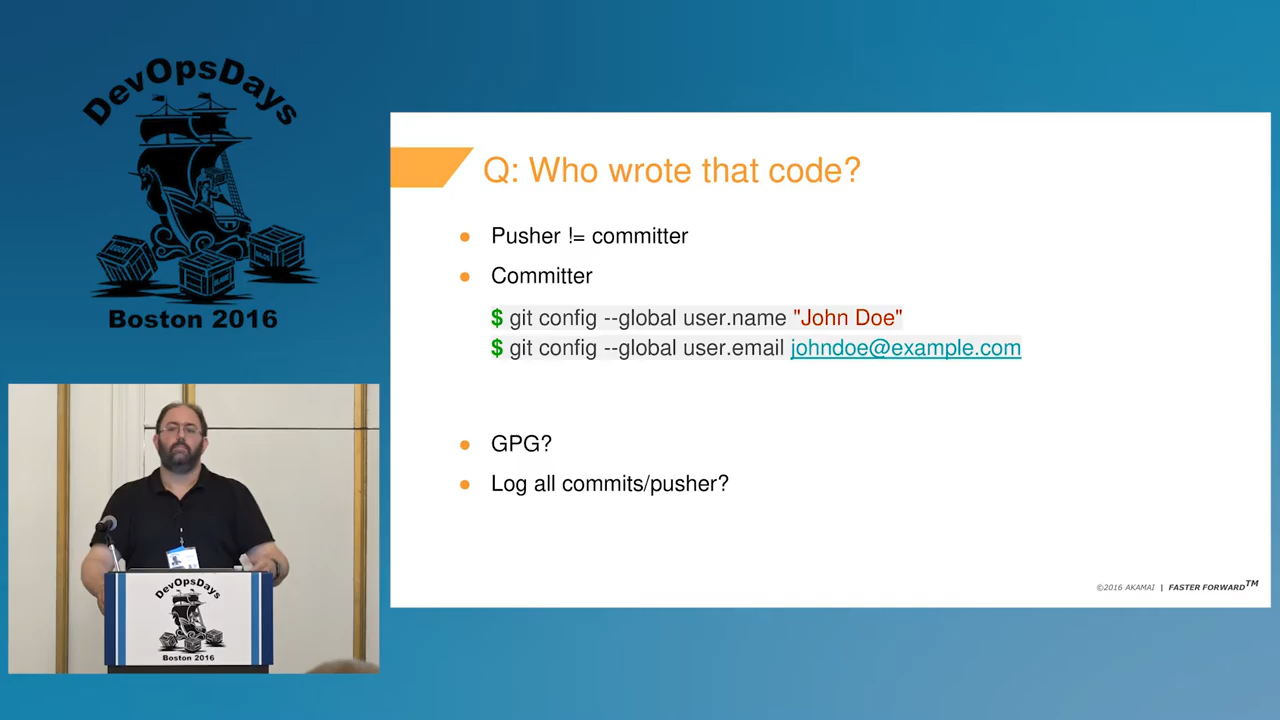 DevOpsDays
Boston 2016
Q: Who wrote that code?
● Pusher != committer
● Committer
$ git config --global user.name "John Doe"
$ git config --global user.email johndoe@example.com
● GPG?
● Log all commits/pusher?
©2016 AKAMAI | FASTER FORWARD™
DevOpsDays
Boston 2016